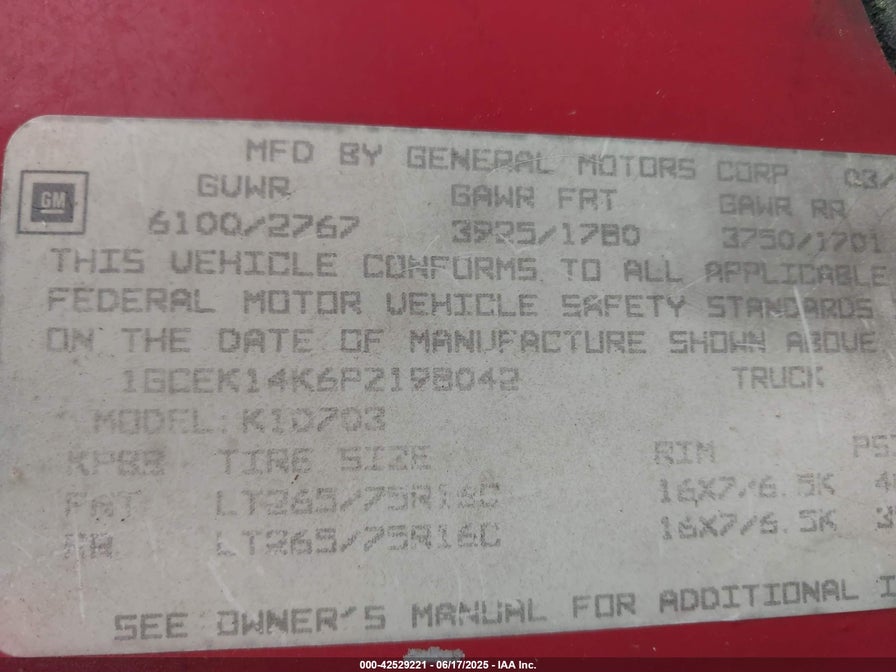 MFD BY GENERAL MOTORS CORP 03/
GM
GVWR GAWR FRT GAWR RR
6100/2767 3925/1780 3750/1701
THIS VEHICLE CONFORMS TO ALL APPLICABLE
FEDERAL MOTOR VEHICLE SAFETY STANDARDS
ON THE DATE OF MANUFACTURE SHOWN ABOVE
1GCEK14K6PZ198042 TRUCK
MODEL: K10703
TIRE SIZE RIM PSI
FRT LT265/75R16C 16X7/6.5K
RR LT265/75R16C 16X7/6.5K
SEE OWNER'S MANUAL FOR ADDITIONAL I
000-42529221 - 06/17/2025 - IAA Inc.